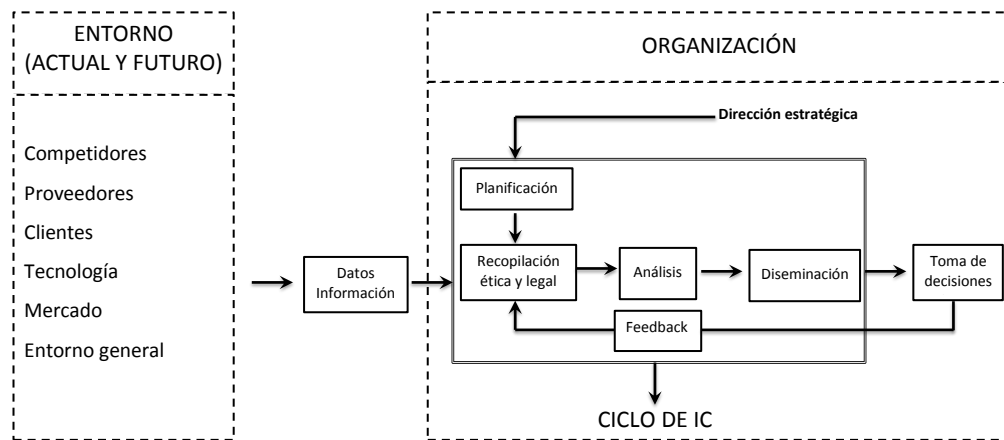 ENTORNO
(ACTUAL Y FUTURO)
Competidores
Proveedores
Clientes
Tecnología
Mercado
Entorno general
Datos
Información
ORGANIZACIÓN
Dirección estratégica
Planificación
Recopilación
ética y legal
Análisis
Diseminación
Toma de
decisiones
Feedback
CICLO DE IC